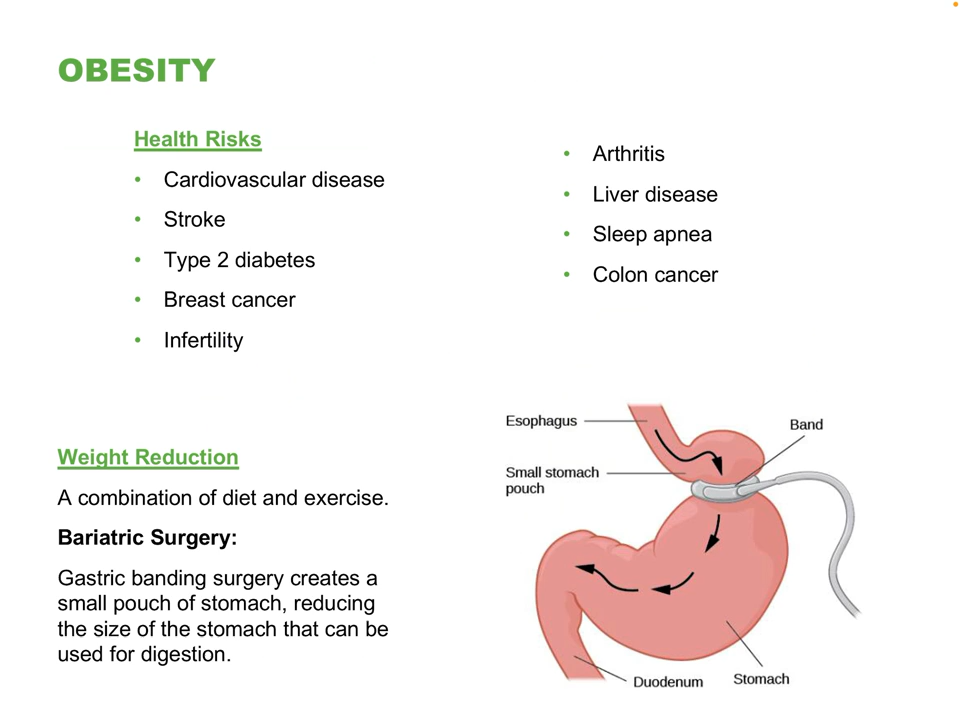 OBESITY
Health Risks
• Cardiovascular disease
• Stroke
• Type 2 diabetes
• Breast cancer
• Infertility
• Arthritis
• Liver disease
• Sleep apnea
• Colon cancer
Weight Reduction
A combination of diet and exercise.
Bariatric Surgery:
Gastric banding surgery creates a
small pouch of stomach, reducing
the size of the stomach that can be
used for digestion.
Esophagus
Band
Small stomach
pouch
Duodenum
Stomach